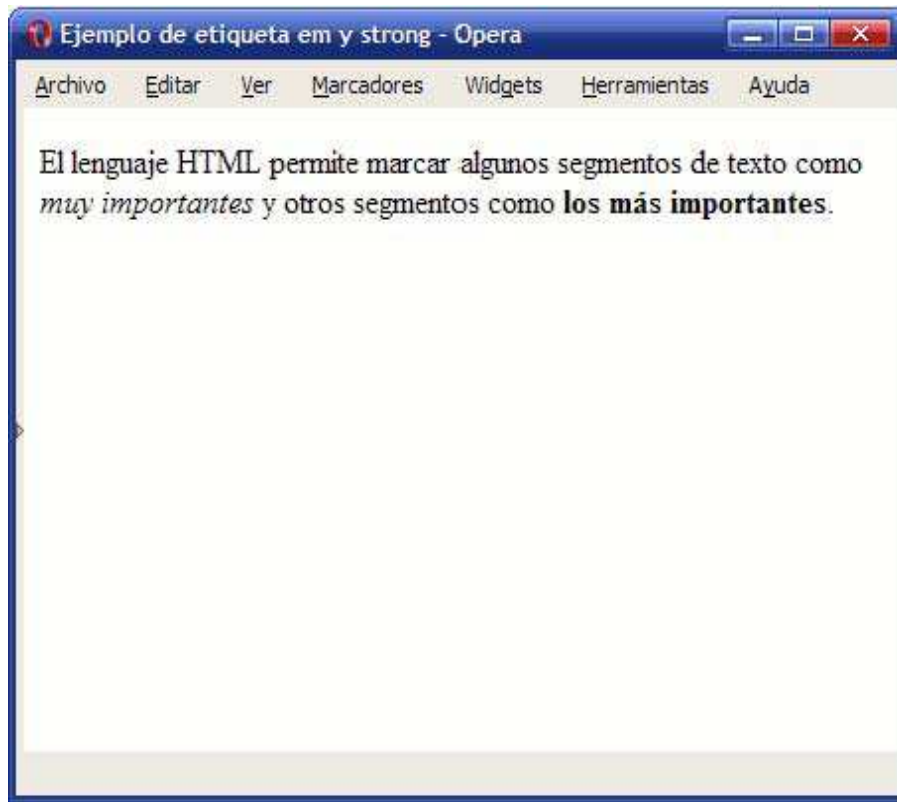 Ejemplo de etiqueta em y strong - Opera
Archivo Editar Ver Marcadores Widgets Herramientas Ayuda
El lenguaje HTML permite marcar algunos segmentos de texto como
muy importantes y otros segmentos como los más importantes.